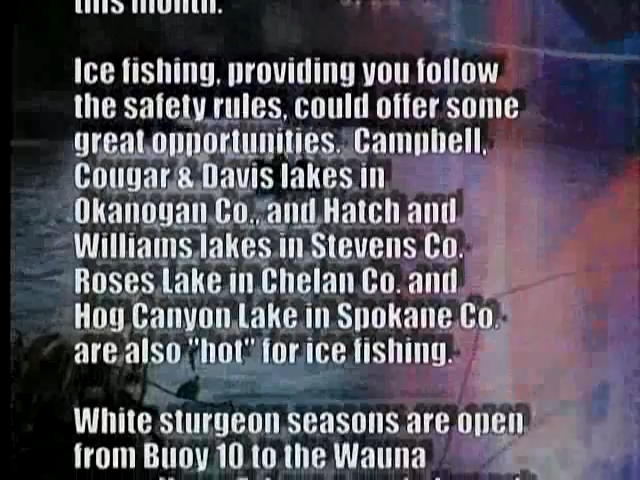 this month.
Ice fishing, providing you follow
the safety rules, could offer some
great opportunities. Campbell,
Cougar & Davis lakes in
Okanogan Co., and Hatch and
Williams lakes in Stevens Co.
Roses Lake in Chelan Co. and
Hog Canyon Lake in Spokane Co.
are also "hot" for ice fishing.
White sturgeon seasons are open
from Buoy 10 to the Wauna